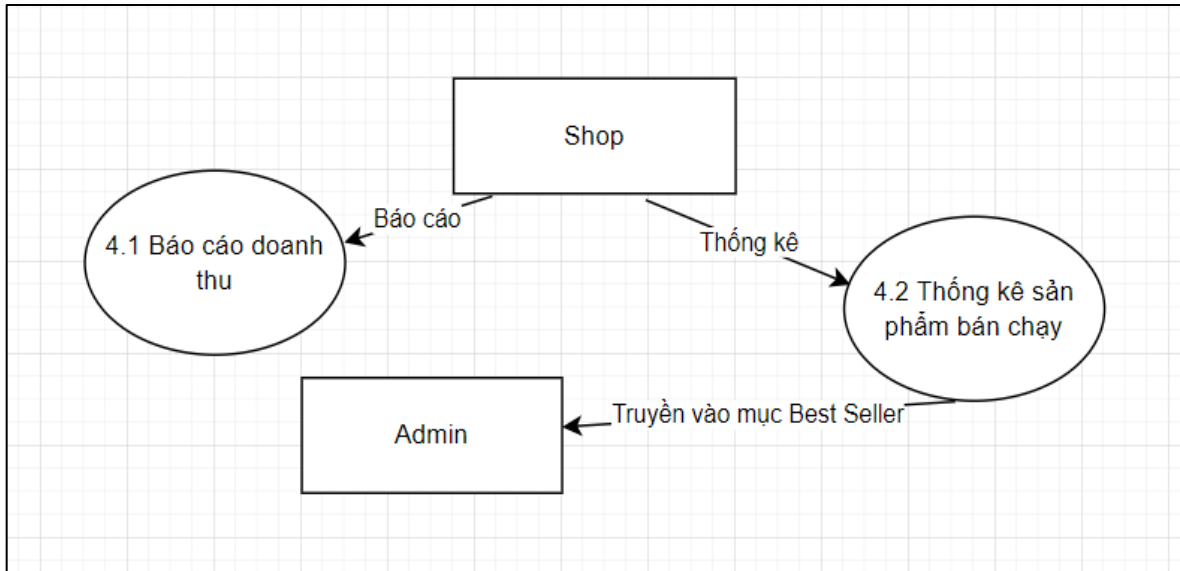 Shop
Báo cáo
4.1 Báo cáo doanh
thu
Thống kê
4.2 Thống kê sản
phẩm bán chạy
Truyền vào mục Best Seller
Admin